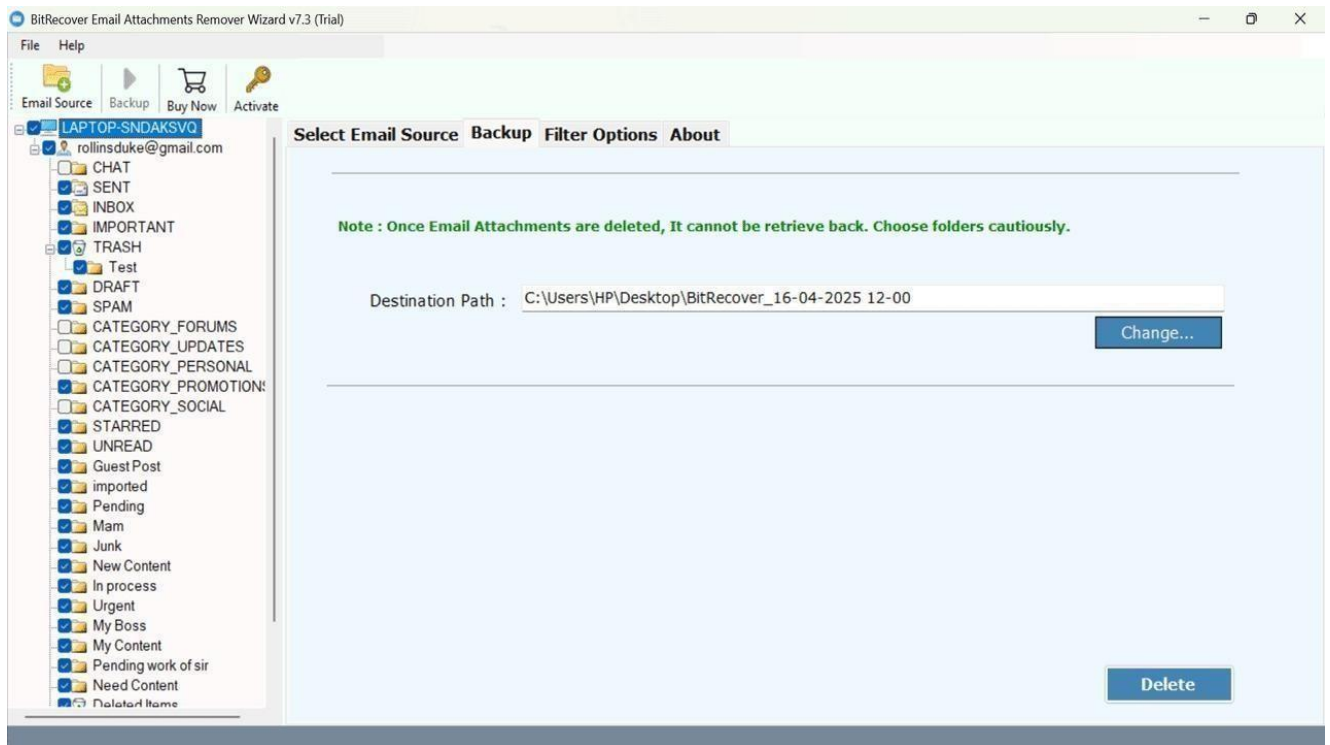 BitRecover Email Attachments Remover Wizard v7.3 (Trial)
File Help
Email Source Backup Buy Now Activate
LAPTOP-SNDAKSVQ
rollinsduke@gmail.com
CHAT
SENT
INBOX
IMPORTANT
TRASH
Test
DRAFT
SPAM
CATEGORY_FORUMS
CATEGORY_UPDATES
CATEGORY_PERSONAL
CATEGORY_PROMOTIONS
CATEGORY_SOCIAL
STARRED
UNREAD
Guest Post
imported
Pending
Mam
Junk
New Content
In process
Urgent
My Boss
My Content
Pending work of sir
Need Content
Deleted Items
Select Email Source Backup Filter Options About
Note : Once Email Attachments are deleted, It cannot be retrieve back. Choose folders cautiously.
Destination Path : C:\Users\HP\Desktop\BitRecover_16-04-2025 12-00
Change...
Delete